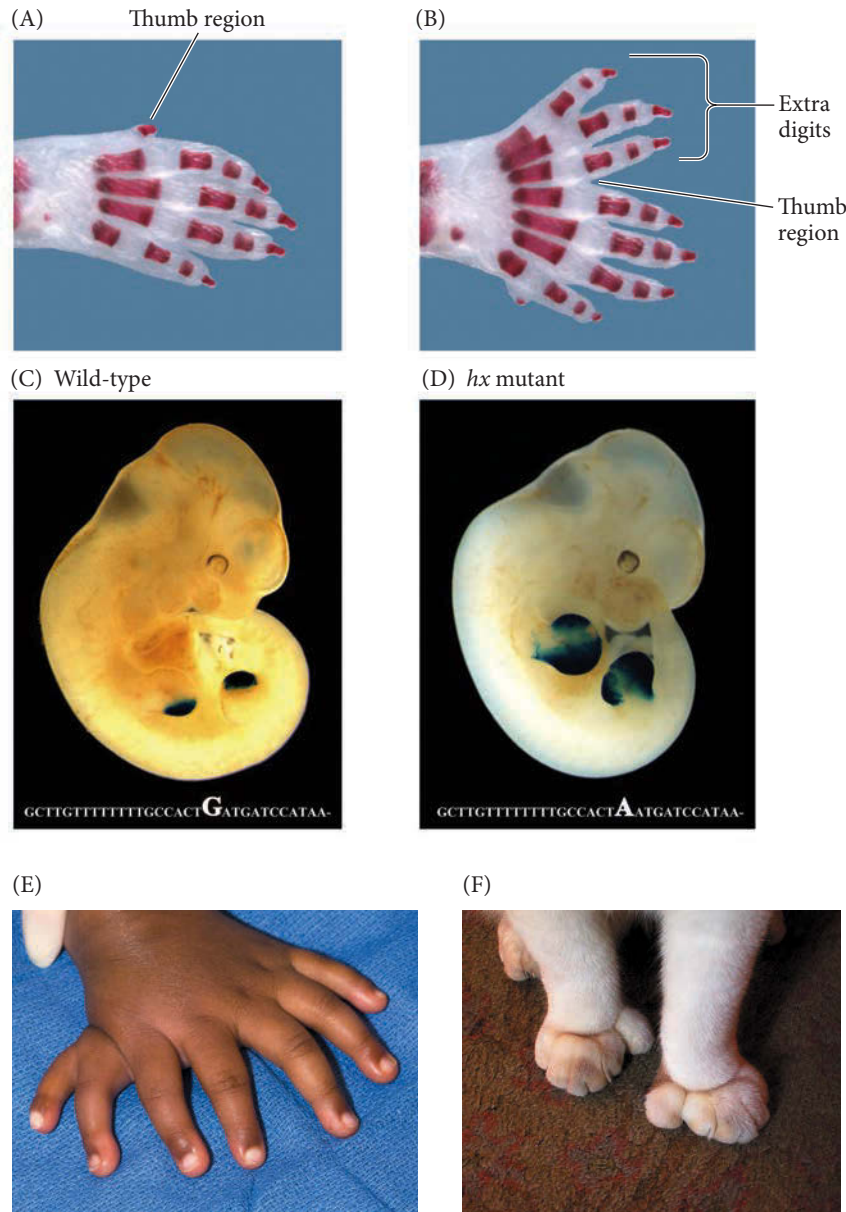 (A)
Thumb region
(B)
Extra
digits
Thumb
region
(C) Wild-type
(D) hx mutant
GCTTGTTTTTTTTGCCACTGATGATCCATAA-
GCTTGTTTTTTTTGCCACTAATGATCCATAA-
(E)
(F)